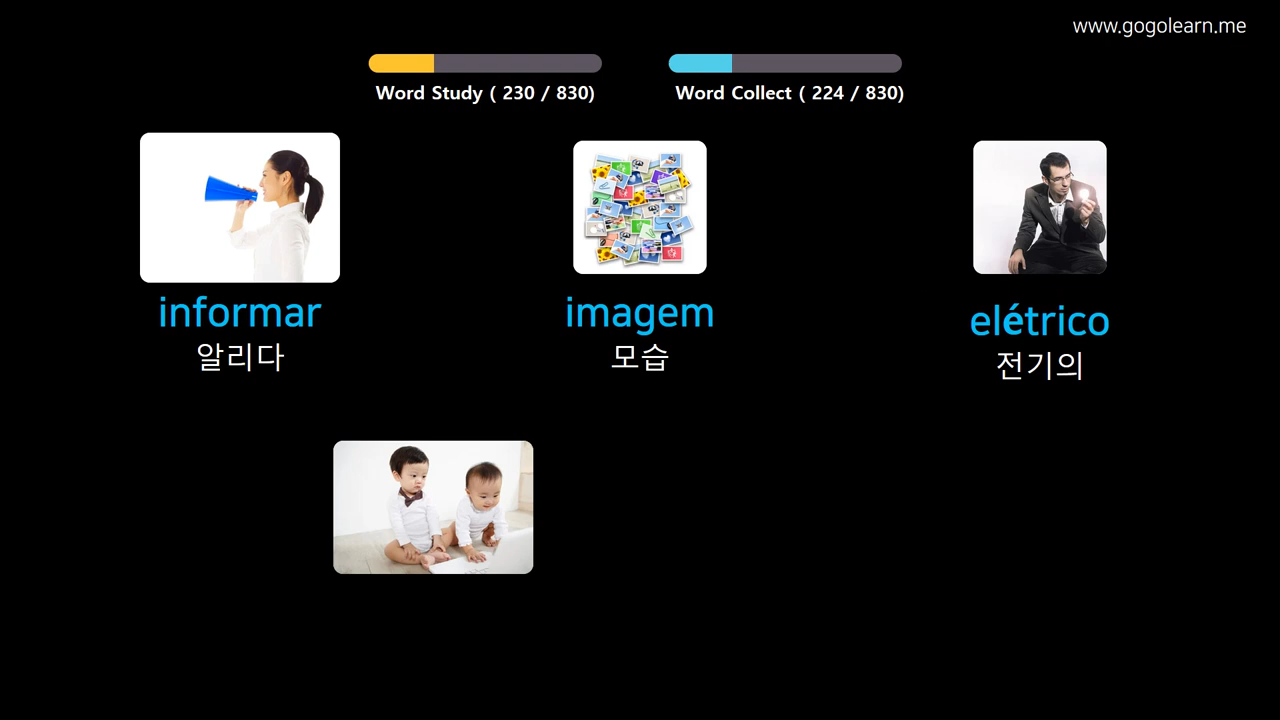 www.gogolearn.me
Word Study ( 230 / 830)
Word Collect ( 224 / 830)
informar
알리다
imagem
모습
elétrico
전기의